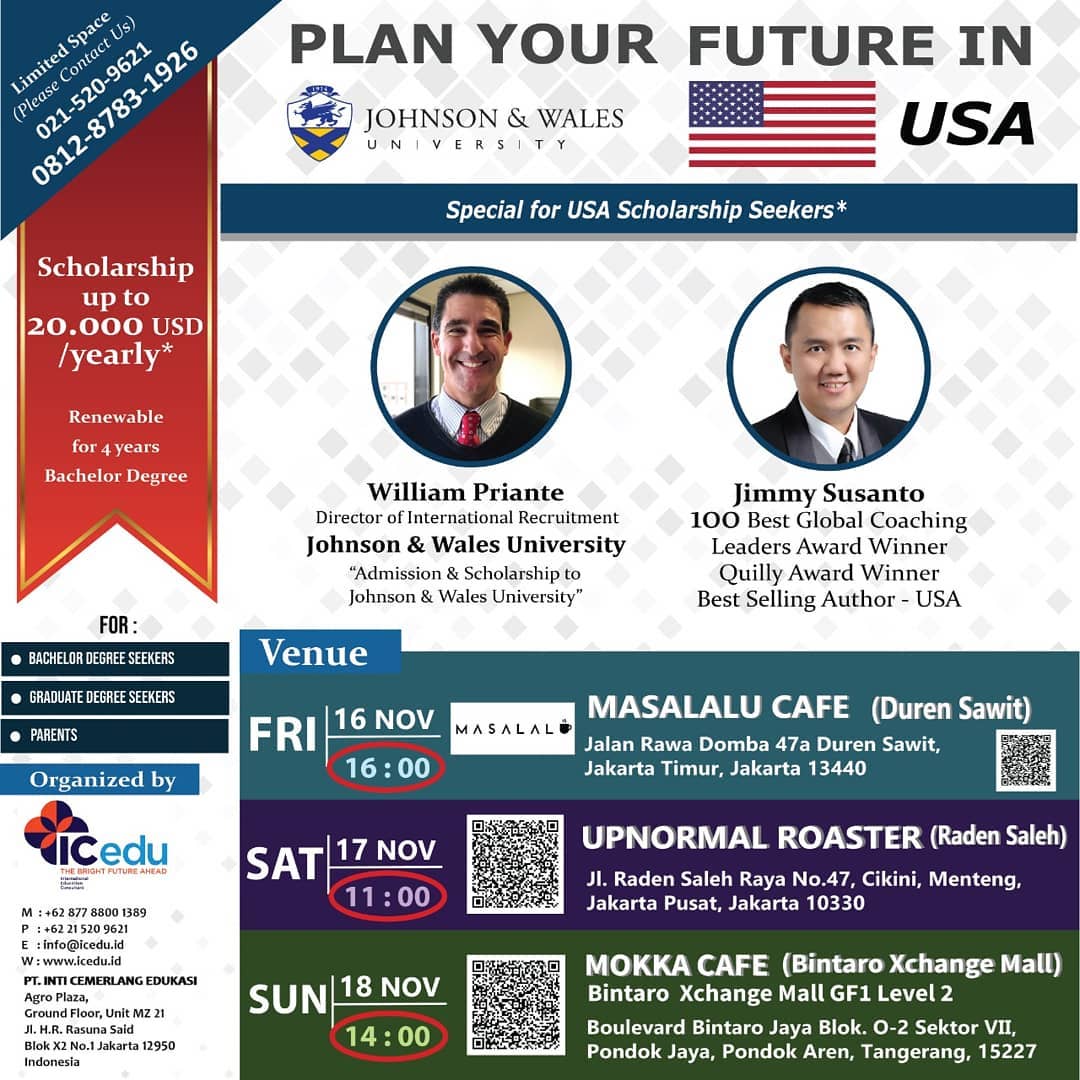 Limited Space
(Please Contact Us)
021-520-9621
0812-8783-1926
PLAN YOUR FUTURE IN
1914
JOHNSON & WALES
UNIVERSITY
USA
Special for USA Scholarship Seekers*
Scholarship
up to
20.000 USD
/yearly*
Renewable
for 4 years
Bachelor Degree
William Priante
Director of International Recruitment
Johnson & Wales University
“Admission & Scholarship to
Johnson & Wales University”
Jimmy Susanto
100 Best Global Coaching
Leaders Award Winner
Quilly Award Winner
Best Selling Author - USA
FOR :
BACHELOR DEGREE SEEKERS
GRADUATE DEGREE SEEKERS
PARENTS
Organized by
icedu
THE BRIGHT FUTURE AHEAD
International
Education
Consultant
M : +62 877 8800 1389
P : +62 21 520 9621
E : info@icedu.id
W : www.icedu.id
PT. INTI CEMERLANG EDUKASI
Agro Plaza,
Ground Floor, Unit MZ 21
Jl. H.R. Rasuna Said
Blok X2 No.1 Jakarta 12950
Indonesia
Venue
FRI
16 NOV
16 : 00
MASALALU
MASALALU CAFE (Duren Sawit)
Jalan Rawa Domba 47a Duren Sawit,
Jakarta Timur, Jakarta 13440
SAT
17 NOV
11 : 00
UPNORMAL ROASTER (Raden Saleh)
Jl. Raden Saleh Raya No.47, Cikini, Menteng,
Jakarta Pusat, Jakarta 10330
SUN
18 NOV
14 : 00
MOKKA CAFE (Bintaro Xchange Mall)
Bintaro Xchange Mall GF1 Level 2
Boulevard Bintaro Jaya Blok. O-2 Sektor VII,
Pondok Jaya, Pondok Aren, Tangerang, 15227